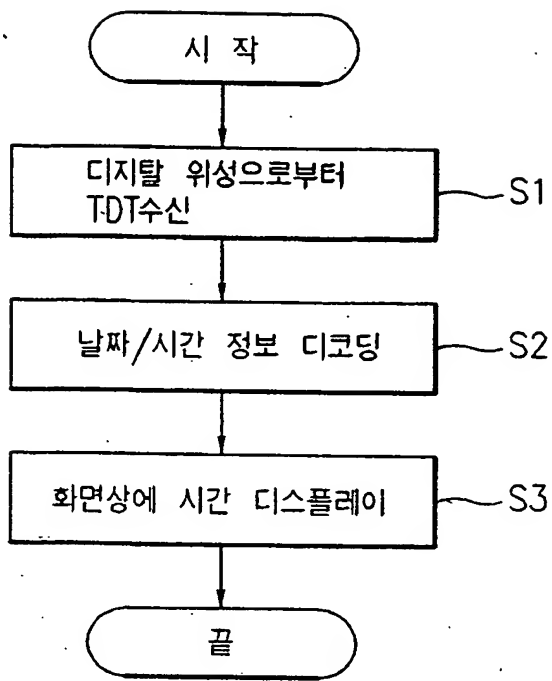 시 작
디지탈 위성으로부터
TDT수신
S1
날짜/시간 정보 디코딩
S2
화면상에 시간 디스플레이
S3
끝